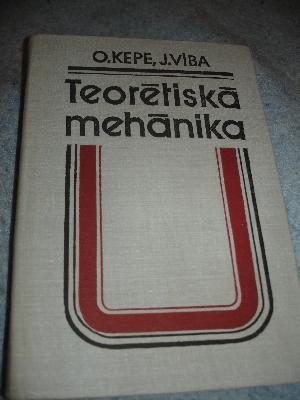 O.KEPE, J.VĪBA
Teorētiskā
mehānika